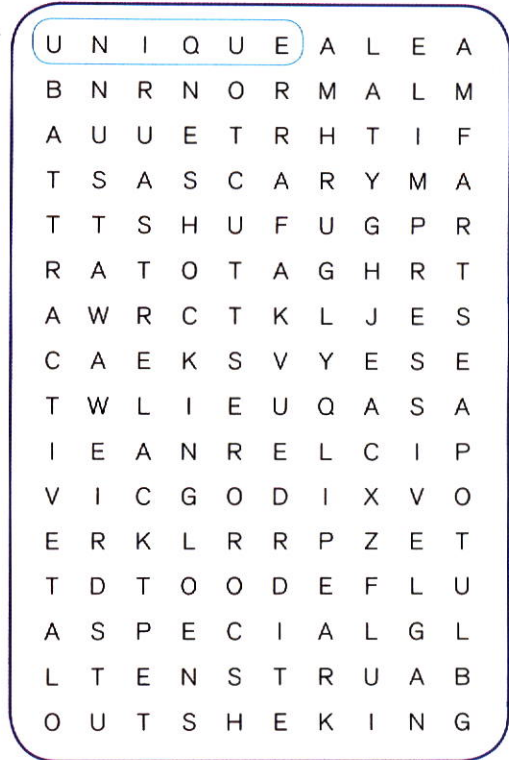 U N I Q U E A L E A
B N R N O R M A L M
A U U E T R H T I F
T S A S C A R Y M A
T T S H U F U G P R
R A T O T A G H R T
A W R C T K L J E S
C A E K S V Y E S E
T W L I E U Q A S A
I E A N R E L C I P
V I C G O D I X V O
E R K L R R P Z E T
T D T O O D E F L U
A S P E C I A L G L
L T E N S T R U A B
O U T S H E K I N G